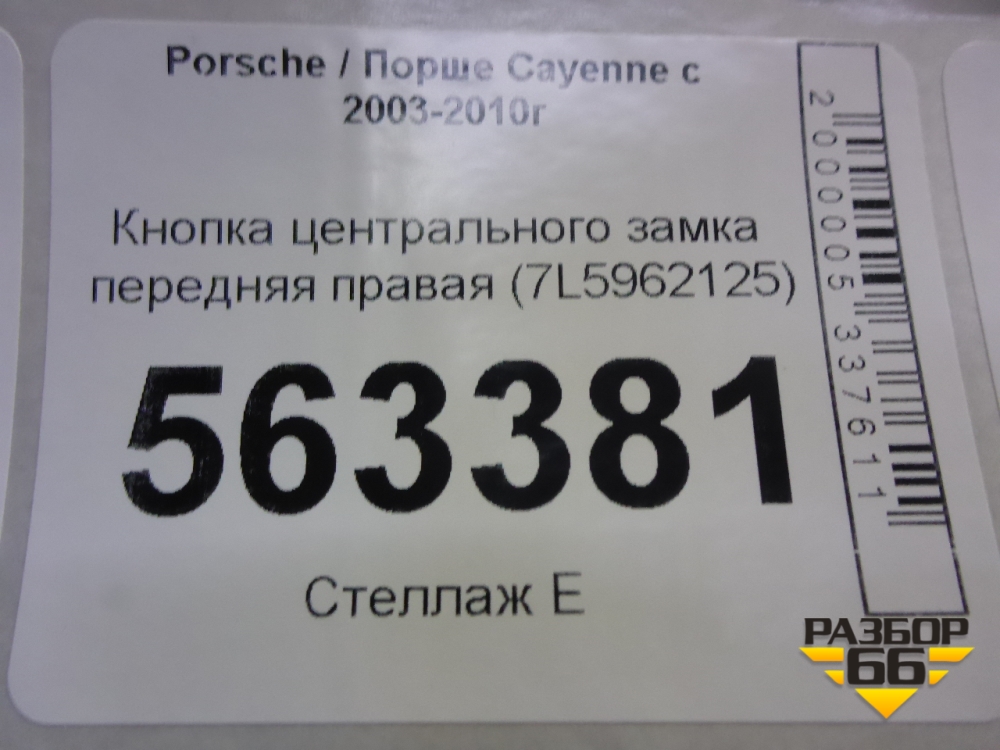 Porsche / Порше Cayenne с
2003-2010г
Кнопка центрального замка
передняя правая (7L5962125)
563381
Стеллаж Е
2000005337611
РАЗБОР
66